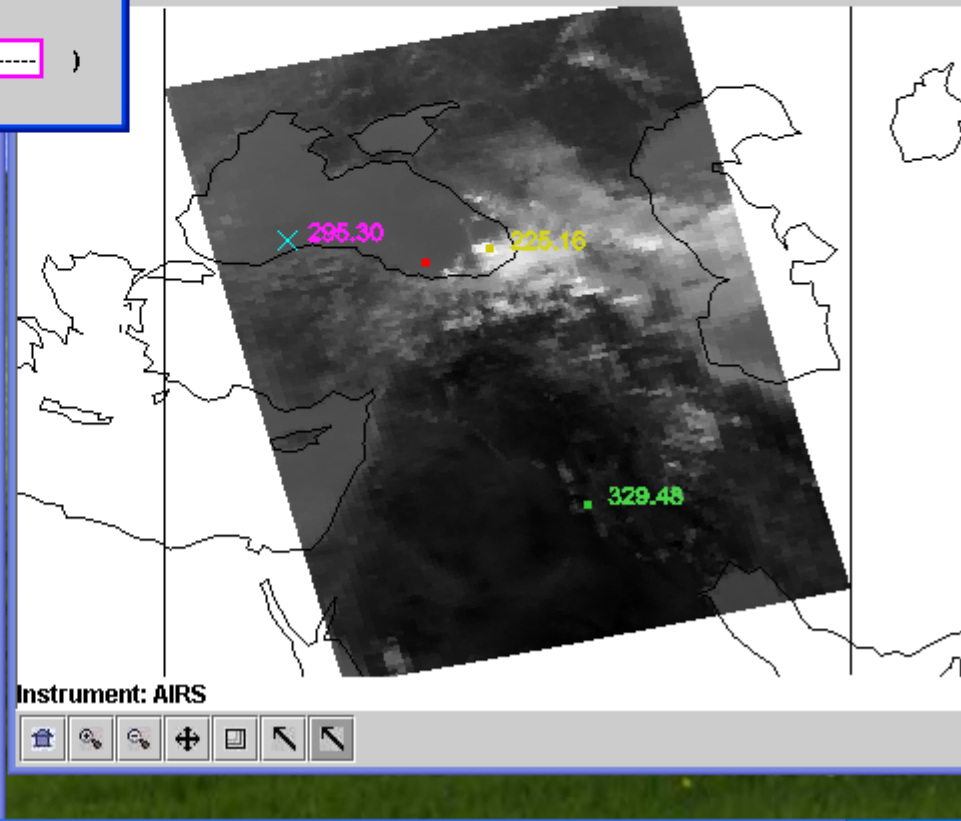 ----- )
295.30
225.16
329.48
Instrument: AIRS